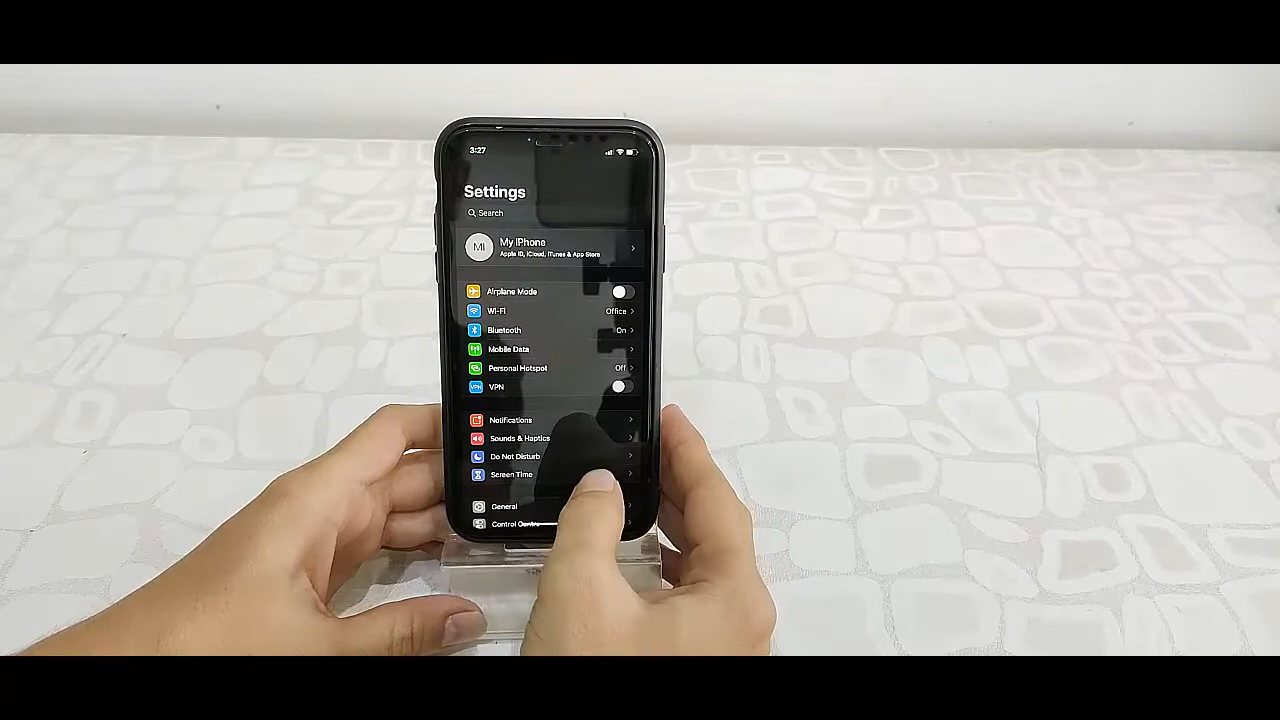 3:27
Settings
Search
MI
My iPhone
Apple ID, iCloud, iTunes & App Store
Airplane Mode
Wi-Fi Office
Bluetooth On
Mobile Data
Personal Hotspot Off
VPN VPN
Notifications
Sounds & Haptics
Do Not Disturb
Screen Time
General
Control Centre